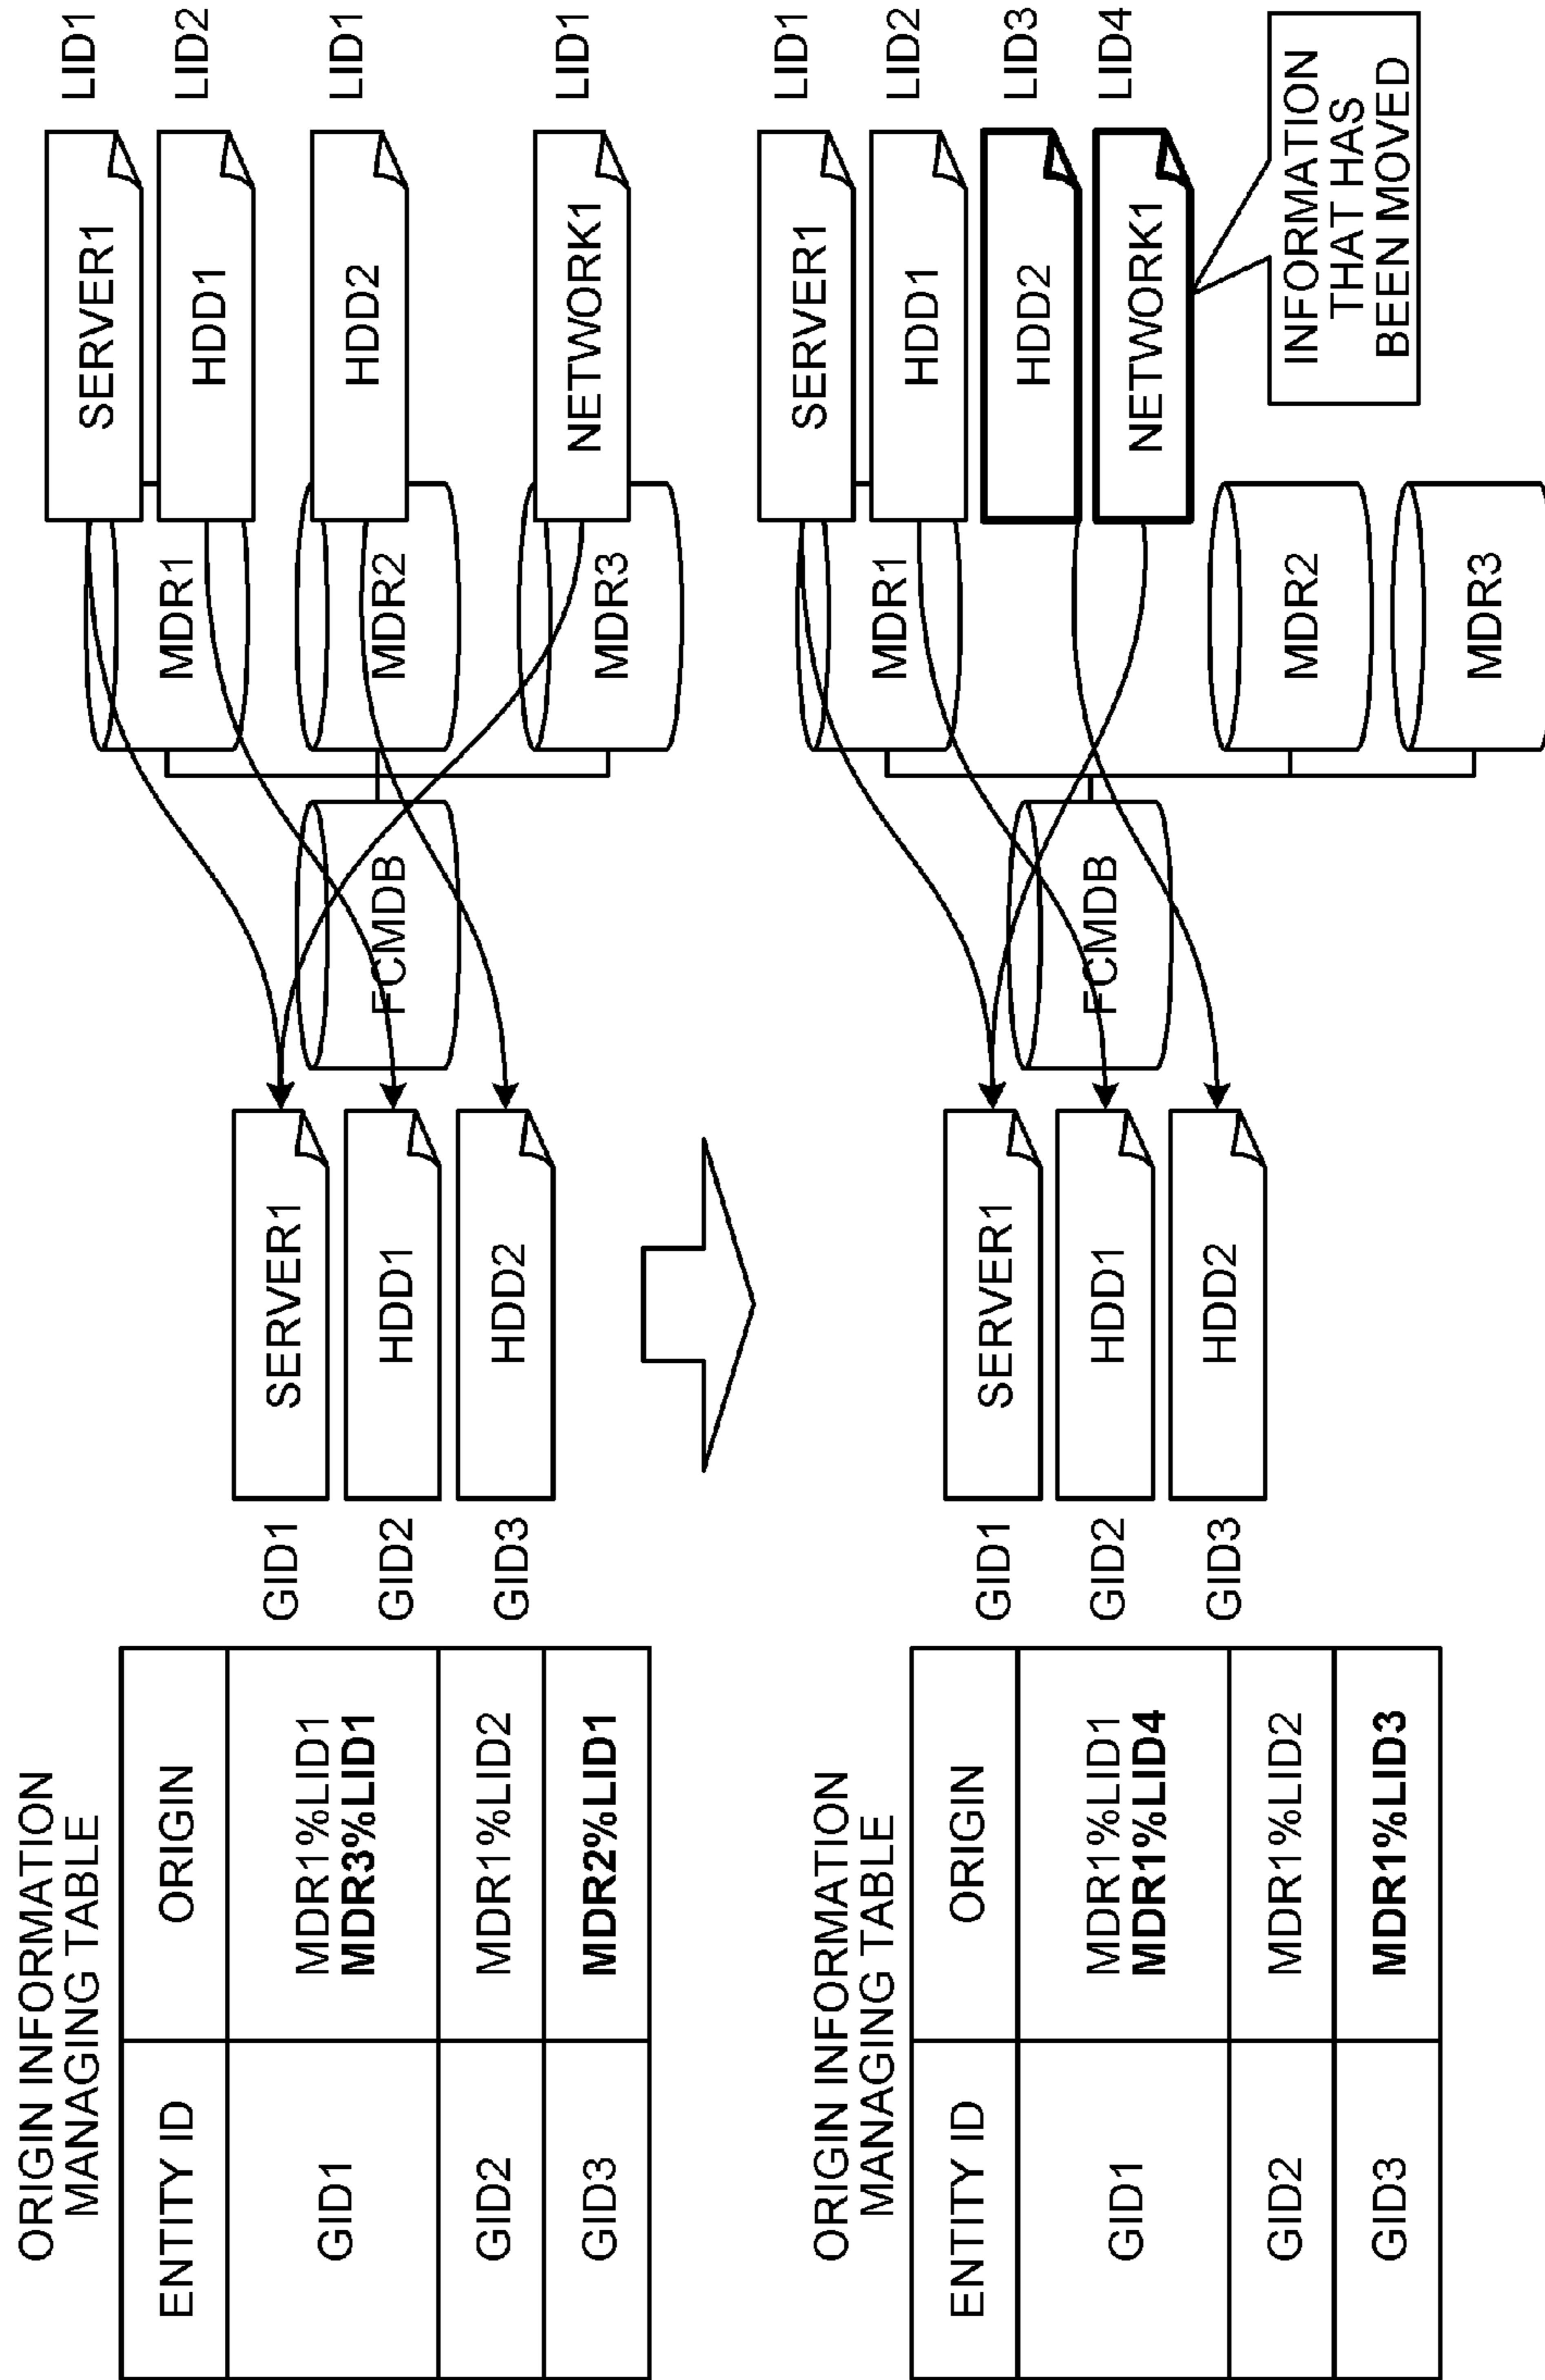 ORIGIN INFORMATION
MANAGING TABLE
ENTITY ID
ORIGIN
GID1
MDR1%LID1
MDR3%LID1
GID2
MDR1%LID2
GID3
MDR2%LID1
GID1
SERVER1
GID2
HDD1
GID3
HDD2
FCMDB
MDR1
MDR2
MDR3
SERVER1
LID1
HDD1
LID2
HDD2
LID1
NETWORK1
LID1
ORIGIN INFORMATION
MANAGING TABLE
ENTITY ID
ORIGIN
GID1
MDR1%LID1
MDR1%LID4
GID2
MDR1%LID2
GID3
MDR1%LID3
GID1
SERVER1
GID2
HDD1
GID3
HDD2
FCMDB
MDR1
MDR2
MDR3
SERVER1
LID1
HDD1
LID2
HDD2
LID3
NETWORK1
LID4
INFORMATION
THAT HAS
BEEN MOVED